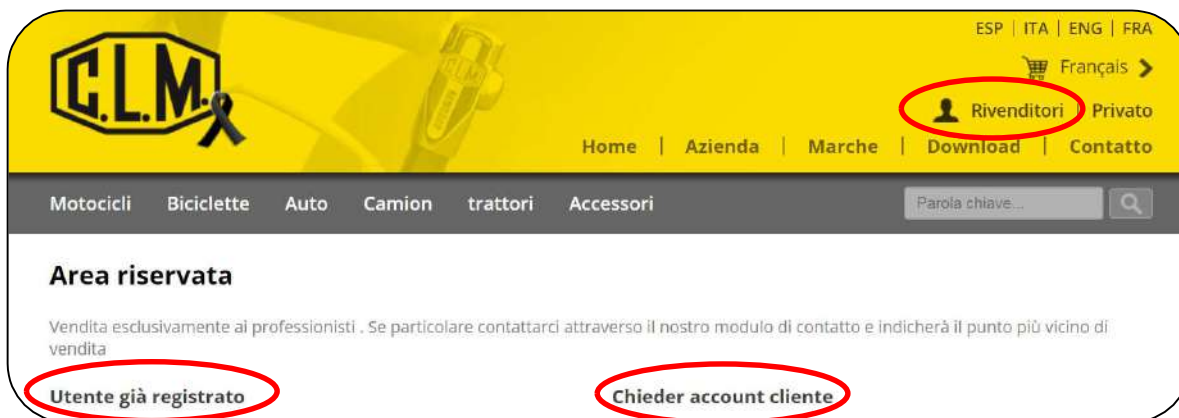 ESP | ITA | ENG | FRA
C.L.M.
Français
Rivenditori | Privato
Home | Azienda | Marche | Download | Contatto
Motocicli Biciclette Auto Camion trattori Accessori Parola chiave...
Area riservata
Vendita esclusivamente ai professionisti . Se particolare contattarci attraverso il nostro modulo di contatto e indicherà il punto più vicino di
vendita
Utente già registrato Chieder account cliente